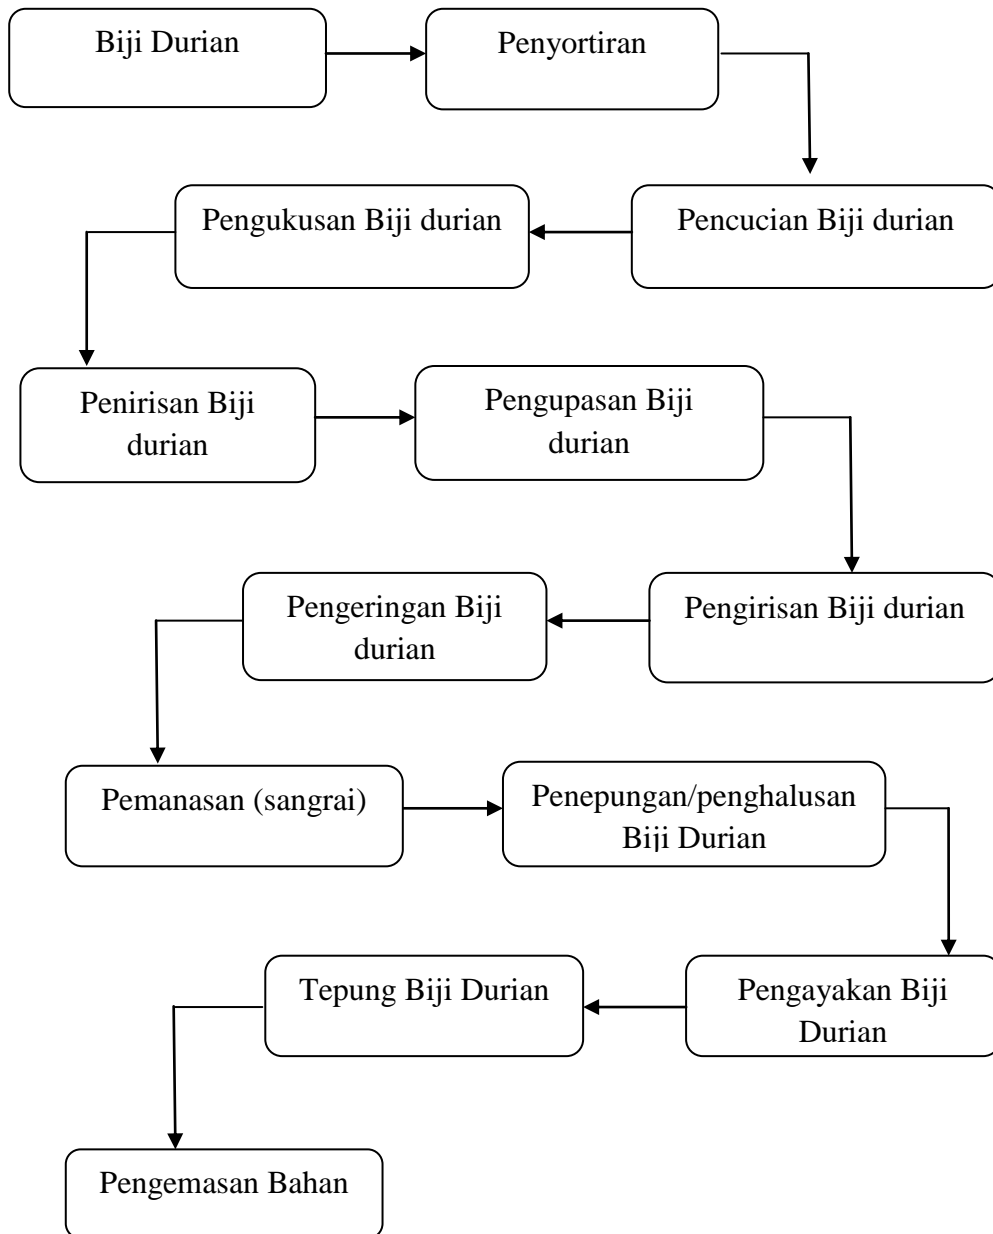 Biji Durian
Penyortiran
Pencucian Biji durian
Pengukusan Biji durian
Penirisan Biji
durian
Pengupasan Biji
durian
Pengirisan Biji durian
Pengeringan Biji
durian
Pemanasan (sangrai)
Penepungan/penghalusan
Biji Durian
Pengayakan Biji
Durian
Tepung Biji Durian
Pengemasan Bahan